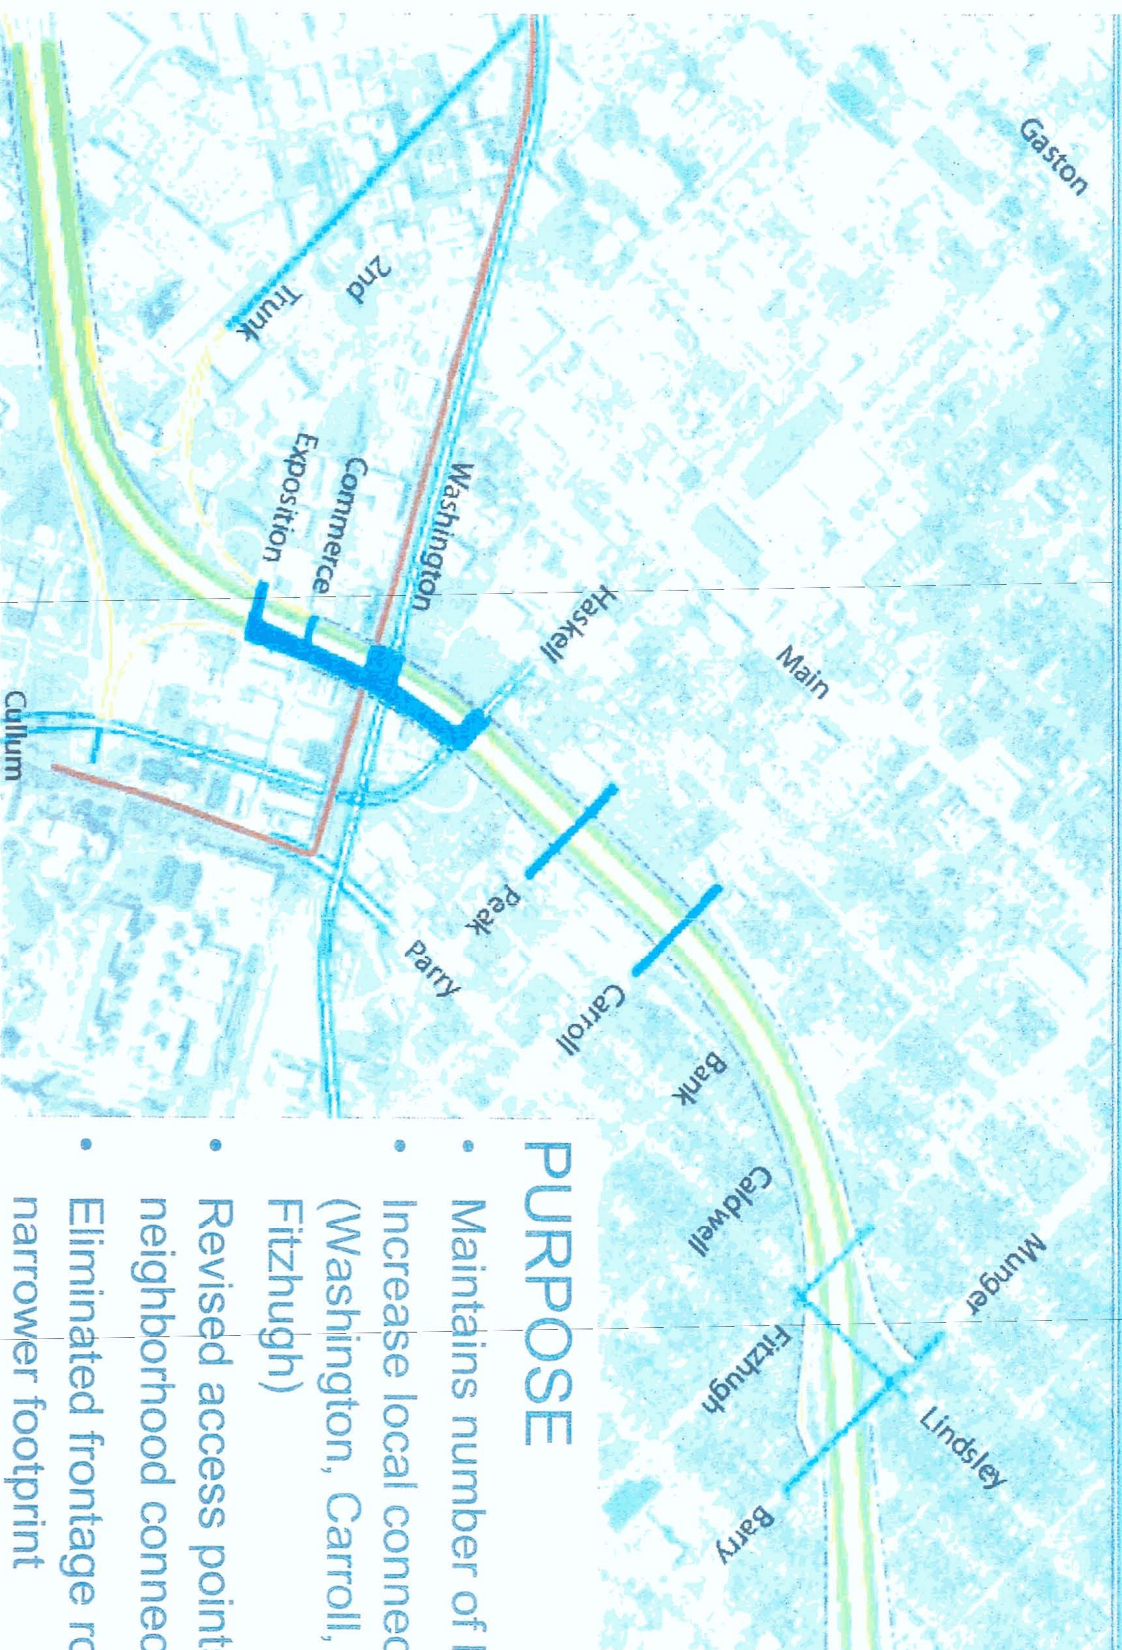 Gaston
2nd
Trunk
Washington
Commerce
Exposition
Haskell
Main
Cullum
Peak
Parry
Carroll
Bank
Caldwell
Munger
Fitzhugh
Lindsley
Barry
PURPOSE
• Maintains number of
• Increase local connec
(Washington, Carroll,
Fitzhugh)
• Revised access point
neighborhood connec
• Eliminated frontage ro
narrower footprint